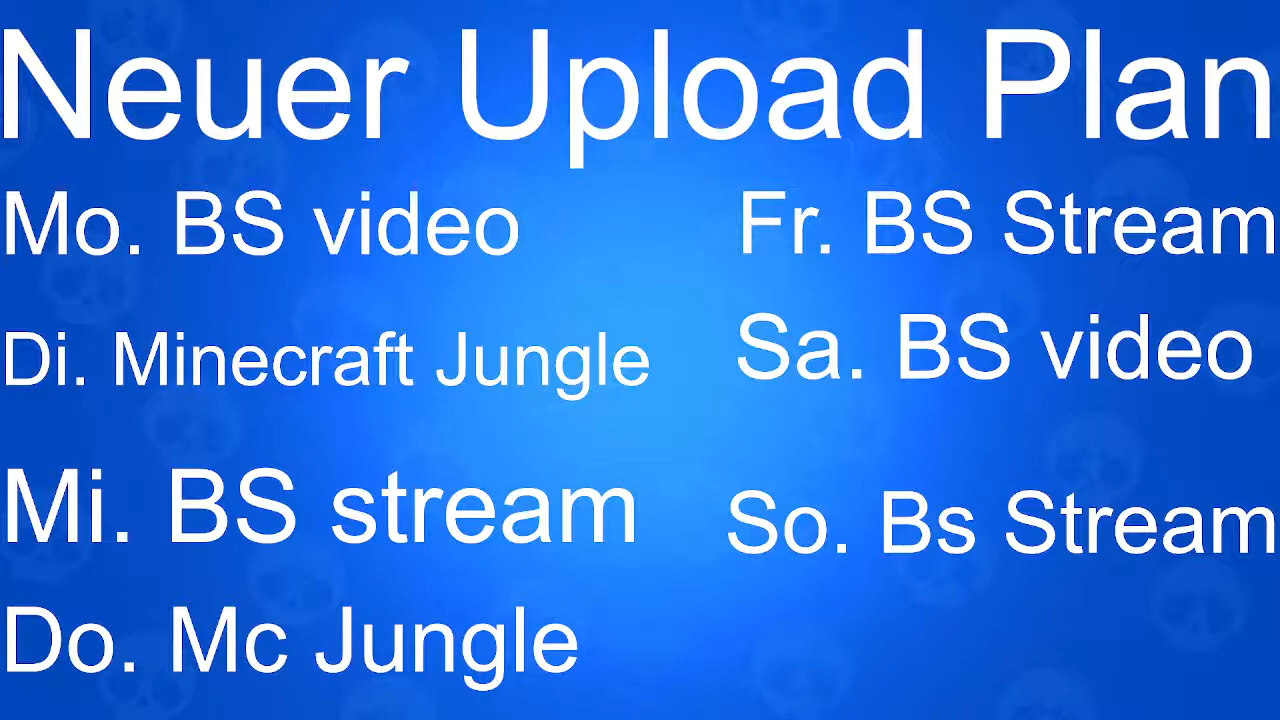 Neuer Upload Plan
Mo. BS video
Di. Minecraft Jungle
Mi. BS stream
Do. Mc Jungle
Fr. BS Stream
Sa. BS video
So. Bs Stream